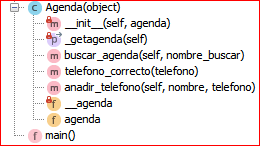 Agenda(object)
__init__(self, agenda)
_getagenda(self)
buscar_agenda(self, nombre_buscar)
telefono_correcto(telefono)
anadir_telefono(self, nombre, telefono)
__agenda
agenda
main()